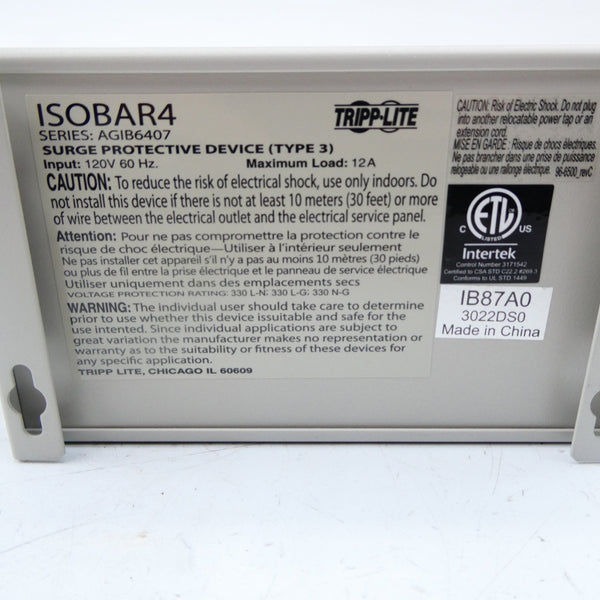 ISOBAR4
SERIES: AGIB6407
TRIPP·LITE
SURGE PROTECTIVE DEVICE (TYPE 3)
Input: 120V 60 Hz. Maximum Load: 12A
CAUTION: To reduce the risk of electrical shock, use only indoors. Do
not install this device if there is not at least 10 meters (30 feet) or more
of wire between the electrical outlet and the electrical service panel.
Attention: Pour ne pas compromettre la protection contre le
risque de choc électrique—Utiliser à l'intérieur seulement
Ne pas installer cet appareil s'il n'y a pas au moins 10 mètres (30 pieds)
ou plus de fil entre la prise électrique et le panneau de service électrique
Utiliser uniquement dans des emplacements secs
VOLTAGE PROTECTION RATING: 330 L-N; 330 L-G; 330 N-G
WARNING: The individual user should take care to determine
prior to use whether this device issuitable and safe for the
use intented. Since individual applications are subject to
great variation the manufacturer makes no representation or
warranty as to the suitability or fitness of these devices for
any specific application.
TRIPP LITE, CHICAGO IL 60609
CAUTION: Risk of Electric Shock. Do not plug
into another relocatable power tap or an
extension cord.
MISE EN GARDE : Risque de chocs électriques.
Ne pas brancher dans une prise de puissance
relogeable ou une rallonge électrique. 96-6500_revC
ETL
LISTED
C US
Intertek
Control Number 3171542
Certified to CSA STD C22.2 #269.3
Conforms to UL STD 1449
IB87A0
3022DS0
Made in China